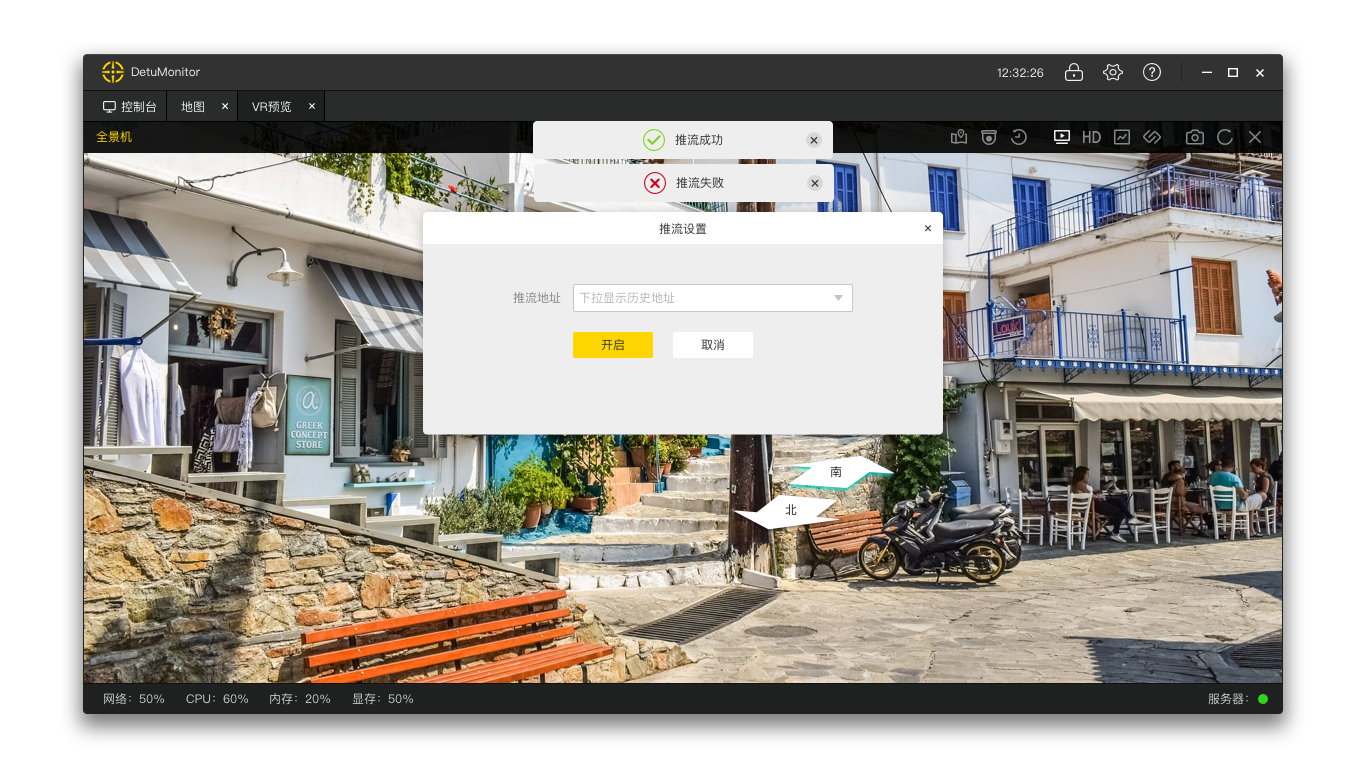 DetuMonitor
12:32:26
控制台
地图
VR预览
全景机
HD
推流成功
推流失败
推流设置
推流地址
下拉显示历史地址
开启
取消
GREEK
CONCEPT
STORE
南
北
网络：50%
CPU：60%
内存：20%
显存：50%
服务器：